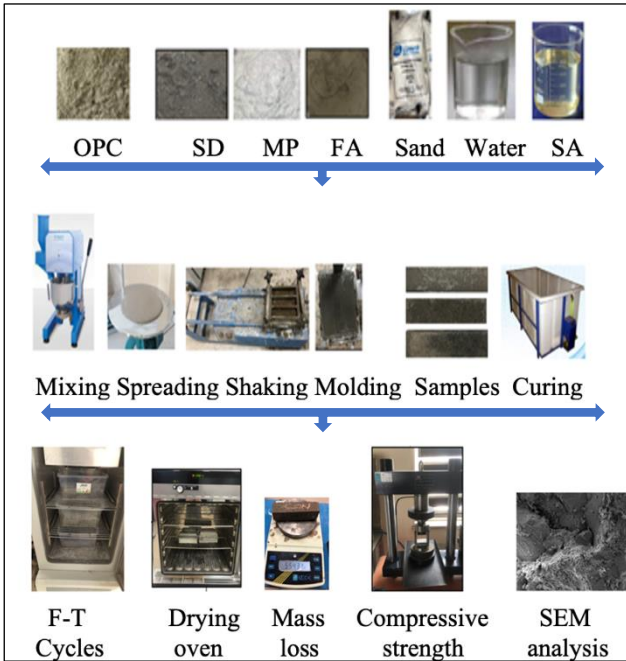 OPC SD MP FA Sand Water SA
Mixing Spreading Shaking Molding Samples Curing
F-T Drying Mass Compressive SEM
Cycles oven loss strength analysis